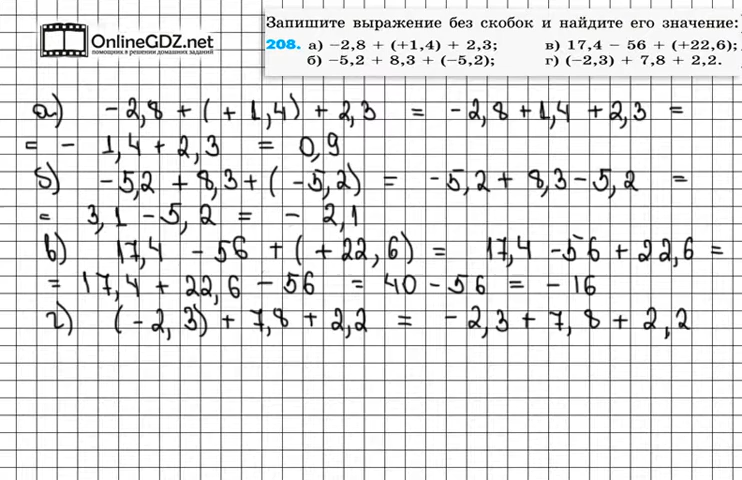 OnlineGDZ.net
помощник в решении домашних заданий
Запишите выражение без скобок и найдите его значение:
208. а) −2,8 + (+1,4) + 2,3; в) 17,4 − 56 + (+22,6);
б) −5,2 + 8,3 + (−5,2); г) (−2,3) + 7,8 + 2,2.
а) -2,8 + (+1,4) + 2,3 = -2,8 + 1,4 + 2,3 =
= - 1,4 + 2,3 = 0,9
б) -5,2 + 8,3 + (-5,2) = -5,2 + 8,3 - 5,2 =
= 3,1 - 5,2 = - 2,1
в) 17,4 - 56 + (+22,6) = 17,4 - 56 + 22,6 =
= 17,4 + 22,6 - 56 = 40 - 56 = - 16
г) (-2,3) + 7,8 + 2,2 = - 2,3 + 7,8 + 2,2